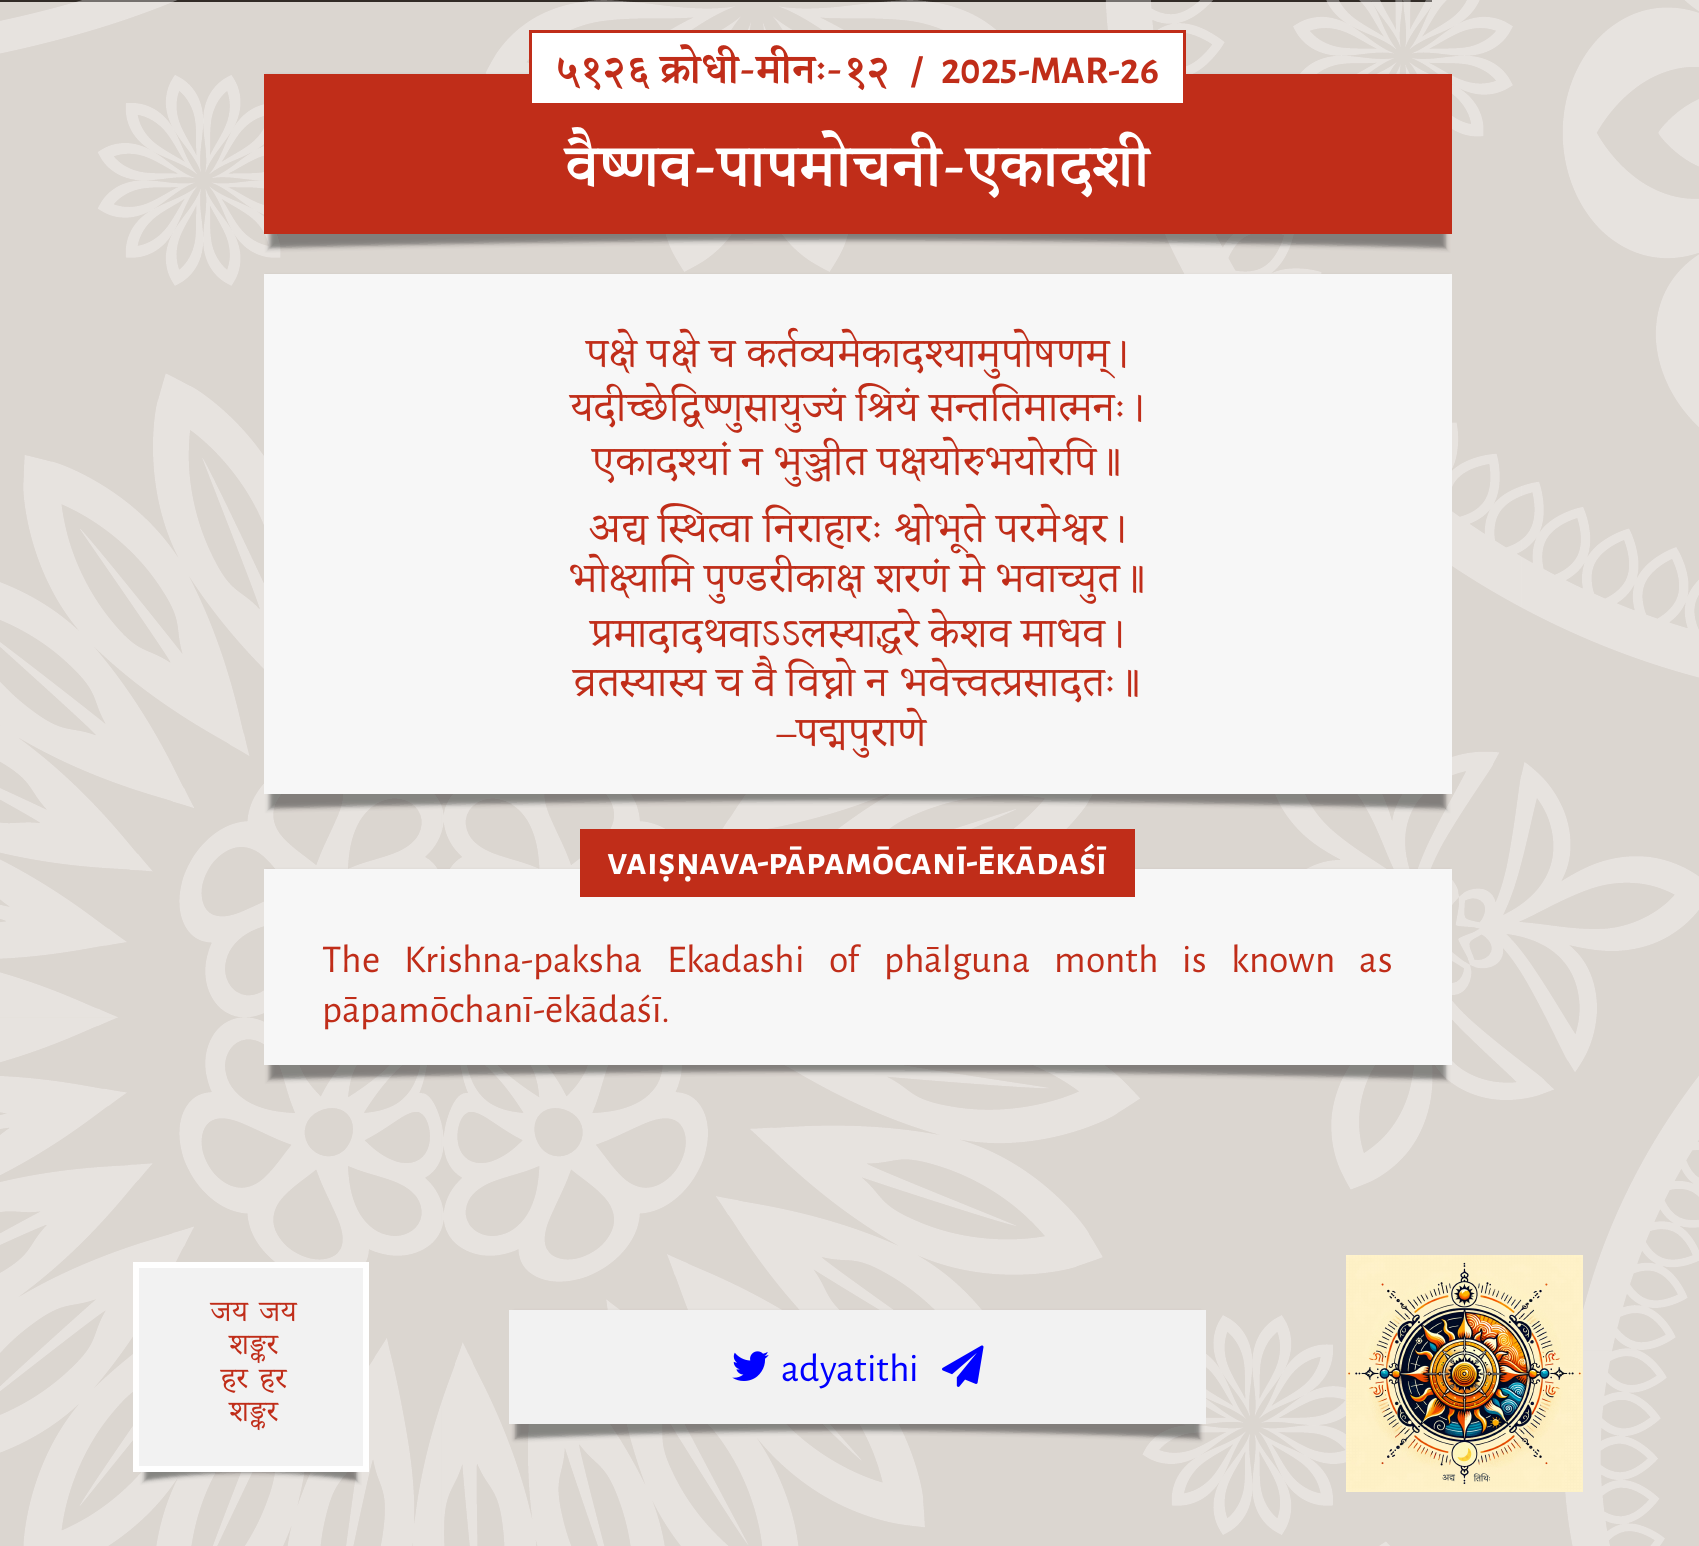 ५१२६ क्रोधी-मीनः-१२ / 2025-MAR-26
वैष्णव-पापमोचनी-एकादशी
पक्षे पक्षे च कर्तव्यमेकादश्यामुपोषणम्।
यदीच्छेद्विष्णुसायुज्यं श्रियं सन्ततिमात्मनः।
एकादश्यां न भुञ्जीत पक्षयोरुभयोरपि॥
अद्य स्थित्वा निराहारः श्वोभूते परमेश्वर।
भोक्ष्यामि पुण्डरीकाक्ष शरणं मे भवाच्युत॥
प्रमादादथवाऽऽलस्याद्धरे केशव माधव।
व्रतस्यास्य च वै विघ्नो न भवेत्त्वत्प्रसादतः॥
–पद्मपुराणे
VAIṢṆAVA-PĀPAMŌCANĪ-ĒKĀDAŚĪ
The Krishna-paksha Ekadashi of phālguna month is known as
pāpamōchanī-ēkādaśī.
जय जय
शङ्कर
हर हर
शङ्कर
adyatithi
अद्य तिथिः